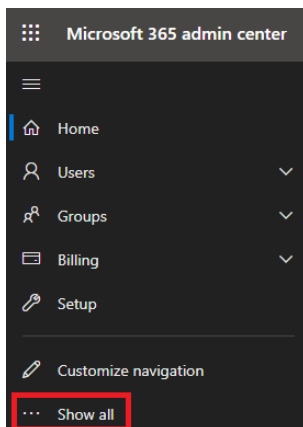 Microsoft 365 admin center
Home
Users
Groups
Billing
Setup
Customize navigation
Show all